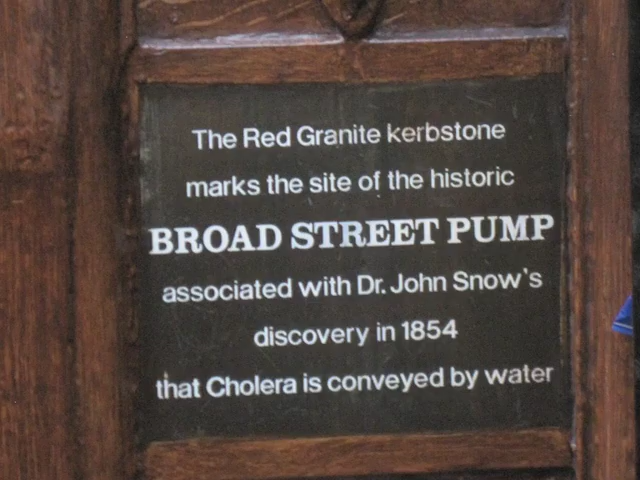 The Red Granite kerbstone
marks the site of the historic
BROAD STREET PUMP
associated with Dr. John Snow's
discovery in 1854
that Cholera is conveyed by water